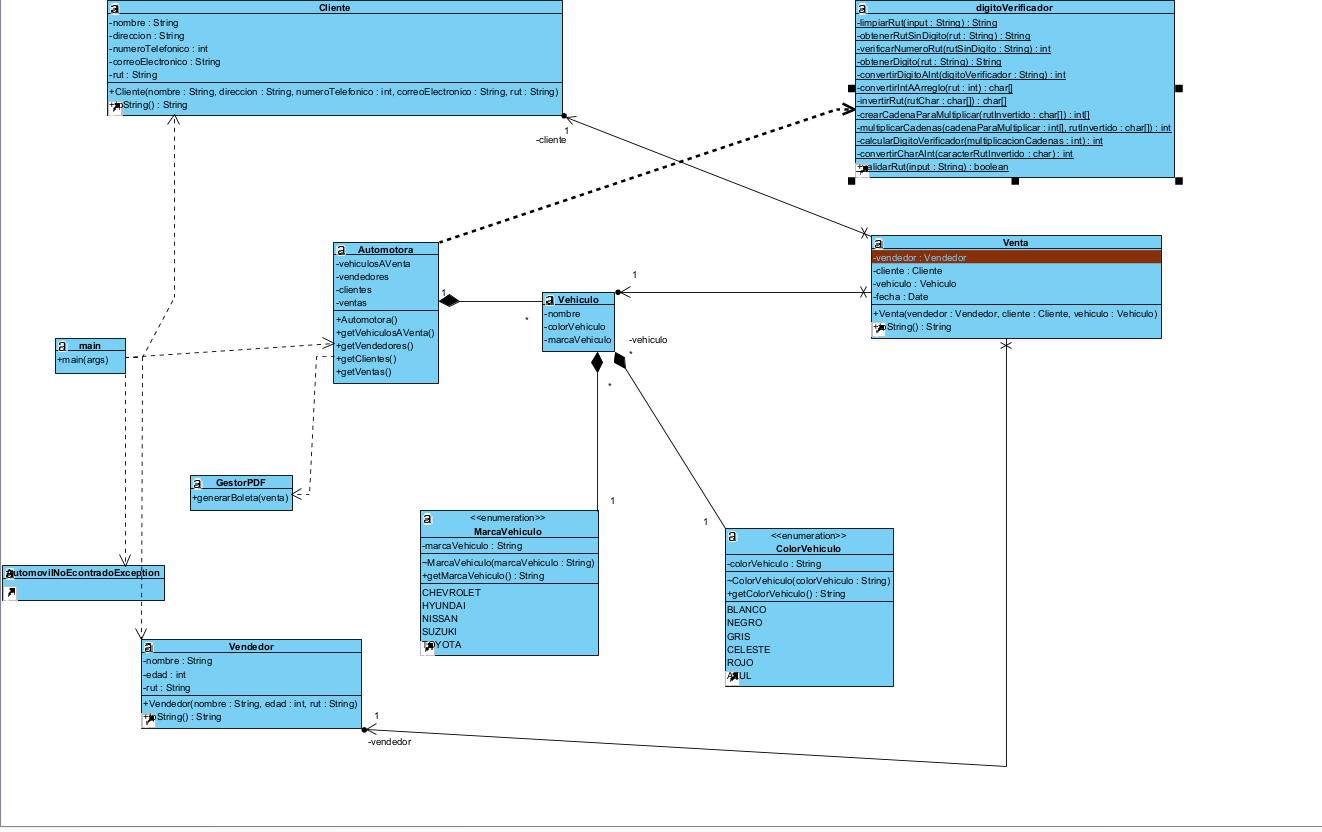 Cliente
-nombre : String
-direccion : String
-numeroTelefonico : int
-correoElectronico : String
-rut : String
+Cliente(nombre : String, direccion : String, numeroTelefonico : int, correoElectronico : String, rut : String)
+toString() : String
1
-cliente
digitoVerificador
-limpiarRut(input : String) : String
-obtenerRutSinDigito(rut : String) : String
-verificarNumeroRut(rutSinDigito : String) : int
-obtenerDigito(rut : String) : String
-convertirDigitoAInt(digitoVerificador : String) : int
-convertirIntAArreglo(rut : int) : char[]
-invertirRut(rutChar : char[]) : char[]
-crearCadenaParaMultiplicar(rutInvertido : char[]) : int[]
-multiplicarCadenas(cadenaParaMultiplicar : int[], rutInvertido : char[]) : int
-calcularDigitoVerificador(multiplicacionCadenas : int) : int
-convertirCharAInt(caracterRutInvertido : char) : int
+validarRut(input : String) : boolean
Automotora
-vehiculosAVenta
-vendedores
-clientes
-ventas
+Automotora()
+getVehiculosAVenta()
+getVendedores()
+getClientes()
+getVentas()
1
*
Vehiculo
-nombre
-colorVehiculo
-marcaVehiculo
1
-vehiculo
*
*
Venta
-vendedor : Vendedor
-cliente : Cliente
-vehiculo : Vehiculo
-fecha : Date
+Venta(vendedor : Vendedor, cliente : Cliente, vehiculo : Vehiculo)
+toString() : String
main
+main(args)
GestorPDF
+generarBoleta(venta)
AutomovilNoEcontradoException
1
<<enumeration>>
MarcaVehiculo
-marcaVehiculo : String
~MarcaVehiculo(marcaVehiculo : String)
+getMarcaVehiculo() : String
CHEVROLET
HYUNDAI
NISSAN
SUZUKI
TOYOTA
1
<<enumeration>>
ColorVehiculo
-colorVehiculo : String
~ColorVehiculo(colorVehiculo : String)
+getColorVehiculo() : String
BLANCO
NEGRO
GRIS
CELESTE
ROJO
AZUL
Vendedor
-nombre : String
-edad : int
-rut : String
+Vendedor(nombre : String, edad : int, rut : String)
+toString() : String
1
-vendedor